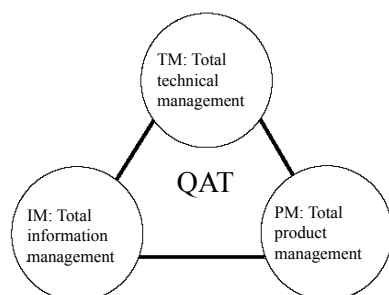 TM: Total
technical
management
QAT
IM: Total
information
management
PM: Total
product
management